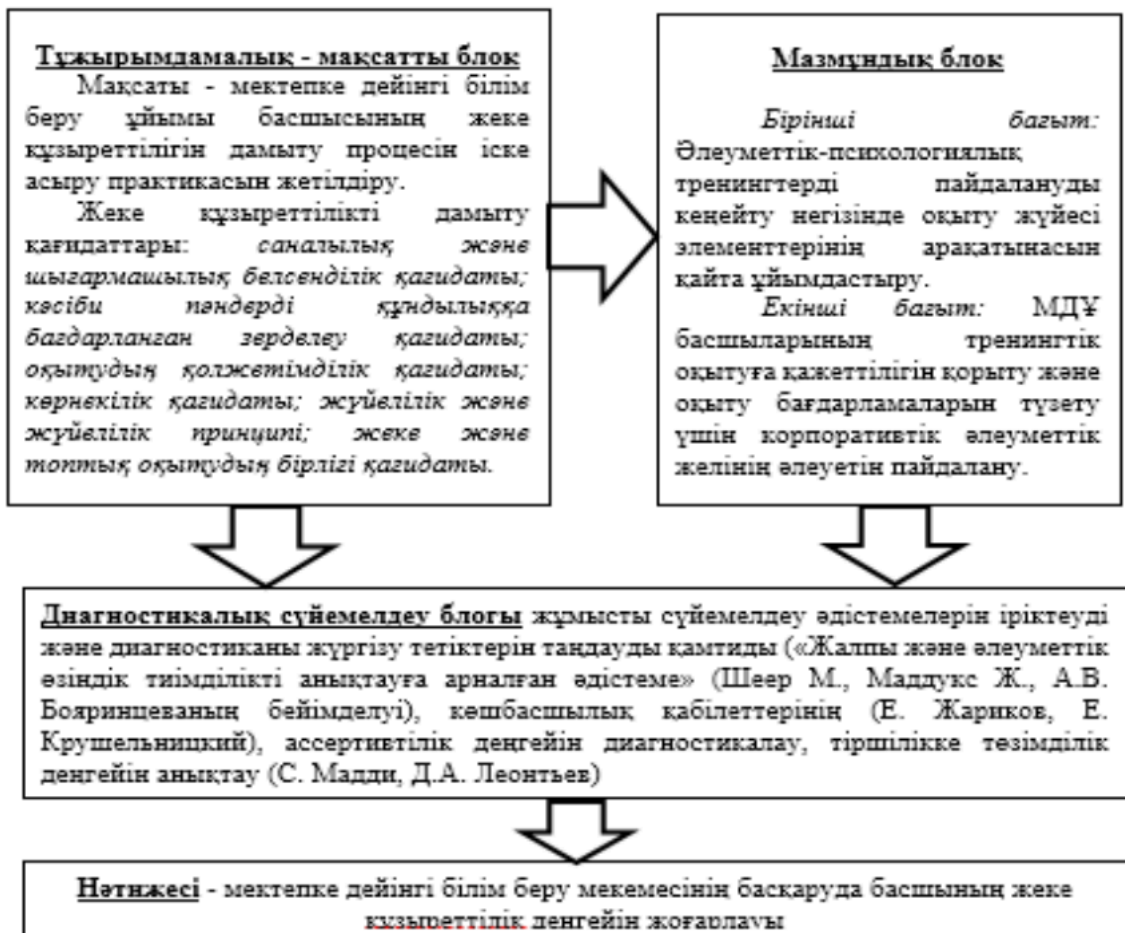 Тұжырымдамалық - мақсатты блок
Мақсаты - мектепке дейінгі білім
беру ұйымы басшысының жеке
құзыреттілігін дамыту процесін іске
асыру практикасын жетілдіру.
Жеке құзыреттілікті дамыту
қағидаттары: саналылық және
шығармашылық белсенділік қағидаты;
кәсіби пәндерді құндылыққа
бағдарланған зерделеу қағидаты;
оқытудың қолжетімділік қағидаты;
көрнекілік қағидаты; жүйелілік және
жүйелілік принципі; жеке және
топтық оқытудың бірлігі қағидаты.
Мазмұндық блок
Бірінші бағыт:
Әлеуметтік-психологиялық
тренингтерді пайдалануды
кеңейту негізінде оқыту жүйесі
элементтерінің арақатынасын
қайта ұйымдастыру.
Екінші бағыт: МДҰ
басшыларының тренингтік
оқытуға қажеттілігін қорыту және
оқыту бағдарламаларын түзету
үшін корпоративтік әлеуметтік
желінің әлеуетін пайдалану.
Диагностикалық сүйемелдеу блогы жұмысты сүйемелдеу әдістемелерін іріктеуді
және диагностиканы жүргізу тетіктерін таңдауды қамтиды («Жалпы және әлеуметтік
өзіндік тиімділікті анықтауға арналған әдістеме» (Шеер М., Маддукс Ж., А.В.
Бояринцеваның бейімделуі), көшбасшылық қабілеттерінің (Е. Жариков, Е.
Крушельницкий), ассертивтілік деңгейін диагностикалау, тіршілікке төзімділік
деңгейін анықтау (С. Мадди, Д.А. Леонтьев)
Нәтижесі - мектепке дейінгі білім беру мекемесінің басқаруда басшының жеке
құзыреттілік деңгейін жоғарлауы